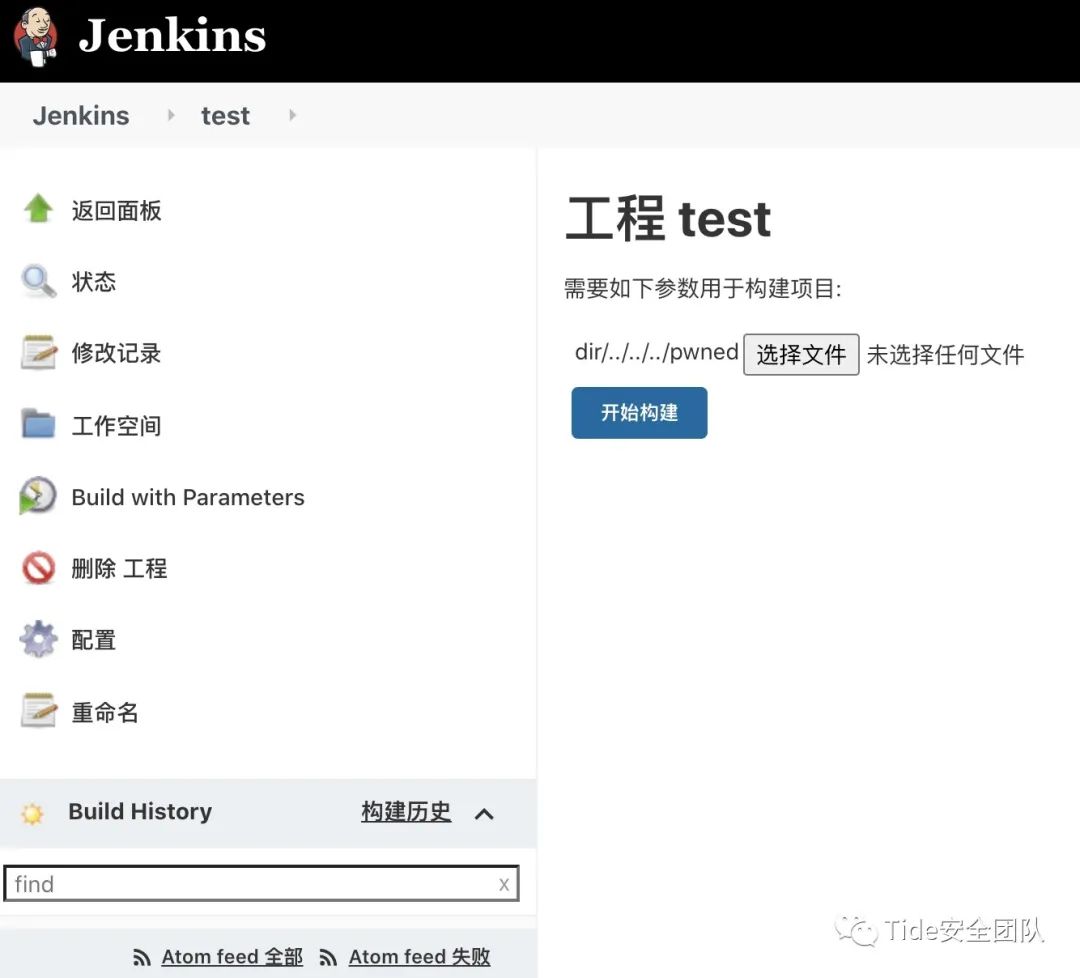 Jenkins
Jenkins
test
返回面板
状态
修改记录
工作空间
Build with Parameters
删除 工程
配置
重命名
Build History
构建历史
find
x
Atom feed 全部
Atom feed 失败
工程 test
需要如下参数用于构建项目:
dir/../../../pwned 选择文件 未选择任何文件
开始构建
Tide安全团队